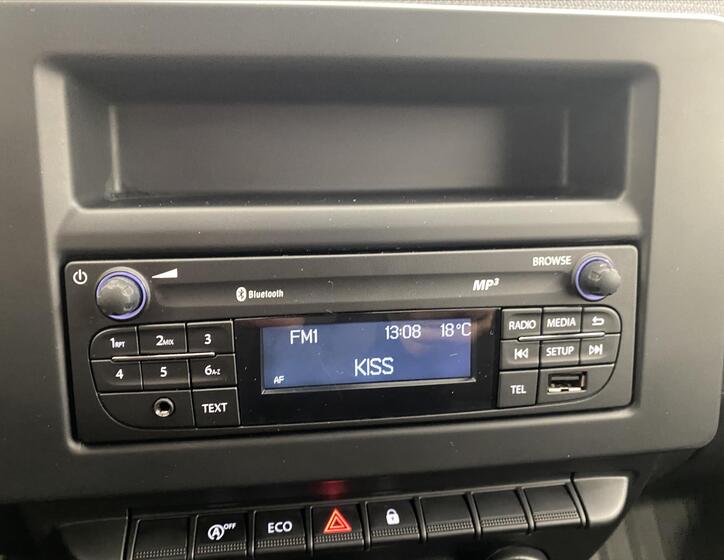 BROWSE
Bluetooth
MP3
1RPT 2MIX 3
4 5 6A-Z
TEXT
FM1 13:08 18°C
KISS
AF
RADIO MEDIA
SETUP
TEL
A OFF ECO